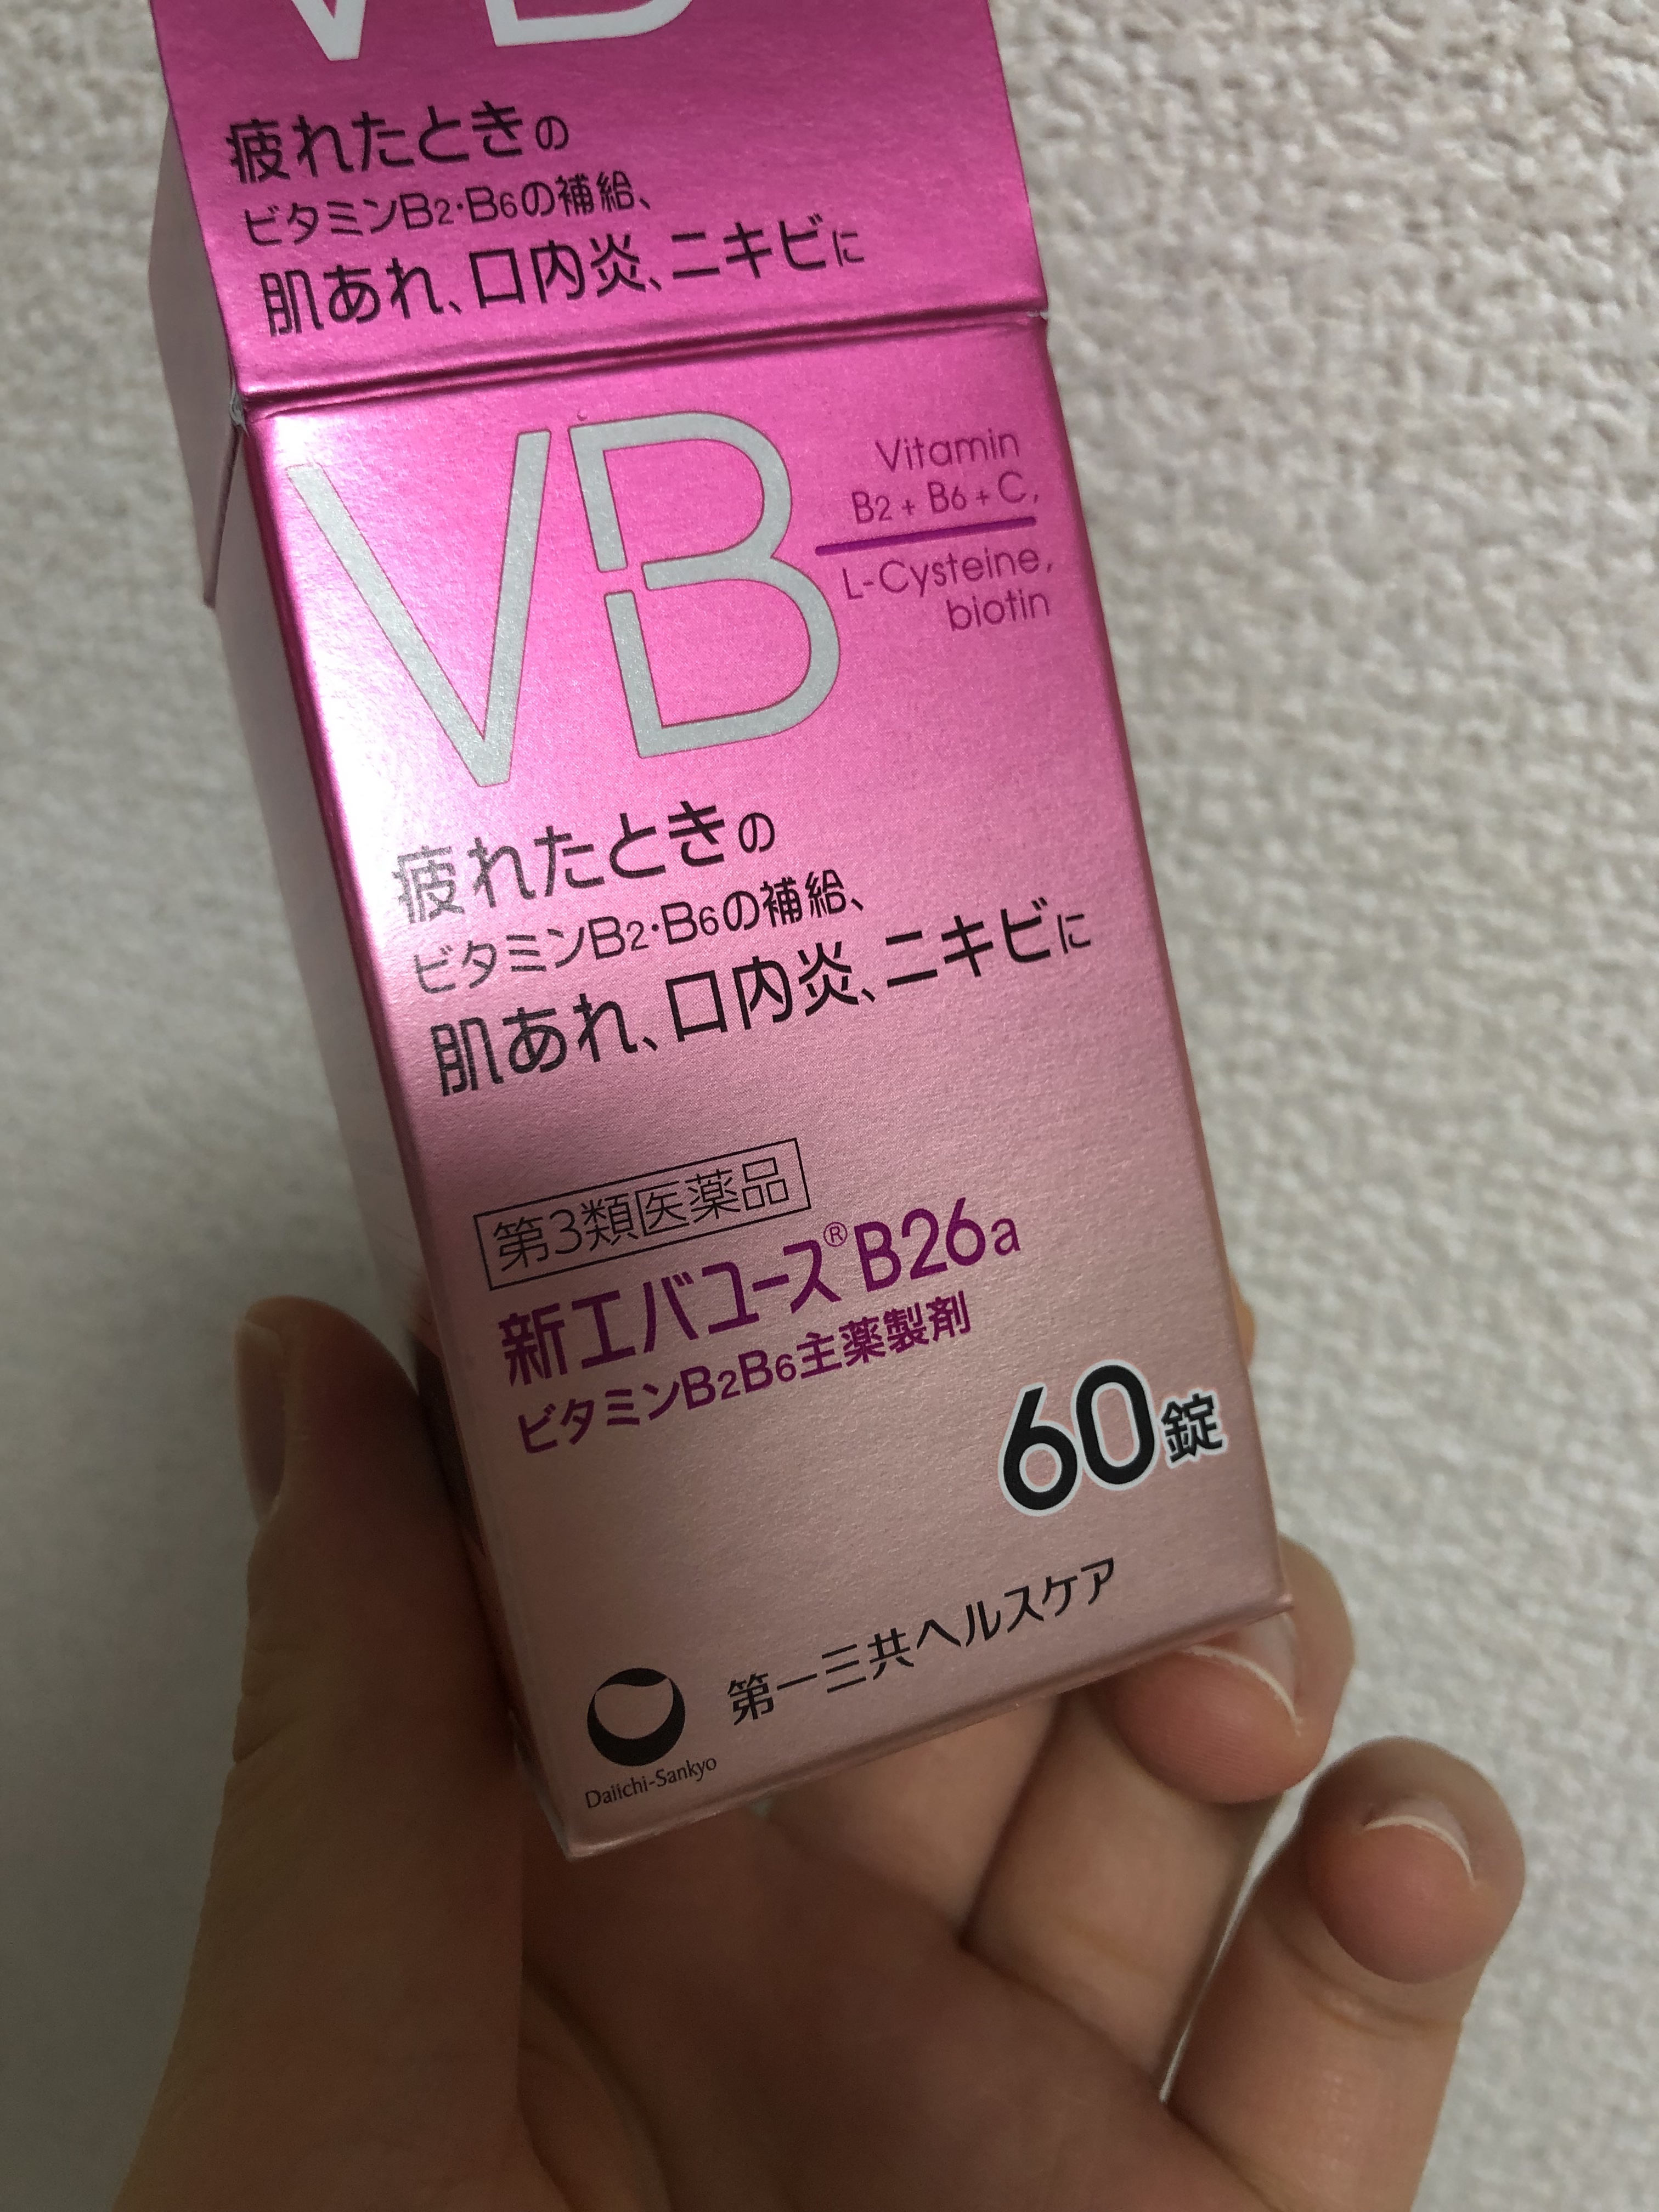 VB
疲れたときの
ビタミンB2・B6の補給、
肌あれ、口内炎、ニキビに
VB
Vitamin
B2 + B6 + C,
L-Cysteine,
biotin
疲れたときの
ビタミンB2・B6の補給、
肌あれ、口内炎、ニキビに
第3類医薬品
新エバユース®B26a
ビタミンB2B6主薬製剤
60錠
第一三共ヘルスケア
Daiichi-Sankyo